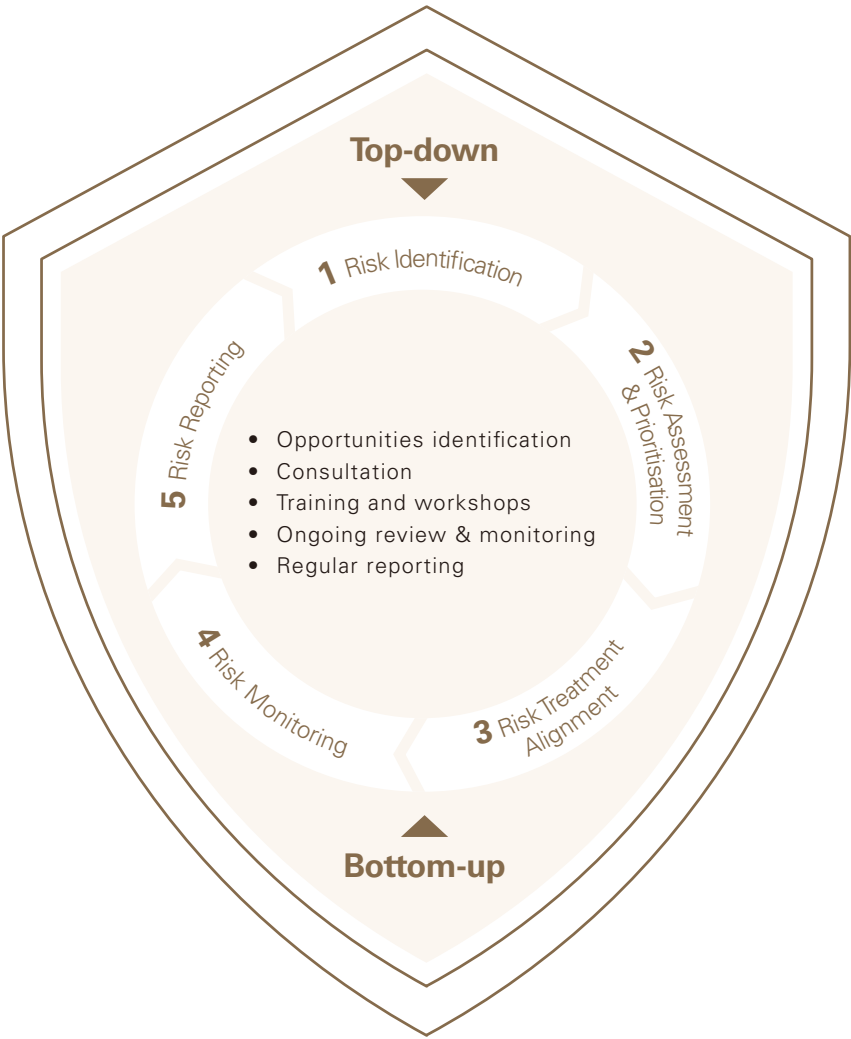 Top-down
1 Risk Identification
2 Risk Assessment
& Prioritisation
5 Risk Reporting
• Opportunities identification
• Consultation
• Training and workshops
• Ongoing review & monitoring
• Regular reporting
4 Risk Monitoring
3 Risk Treatment
Alignment
Bottom-up